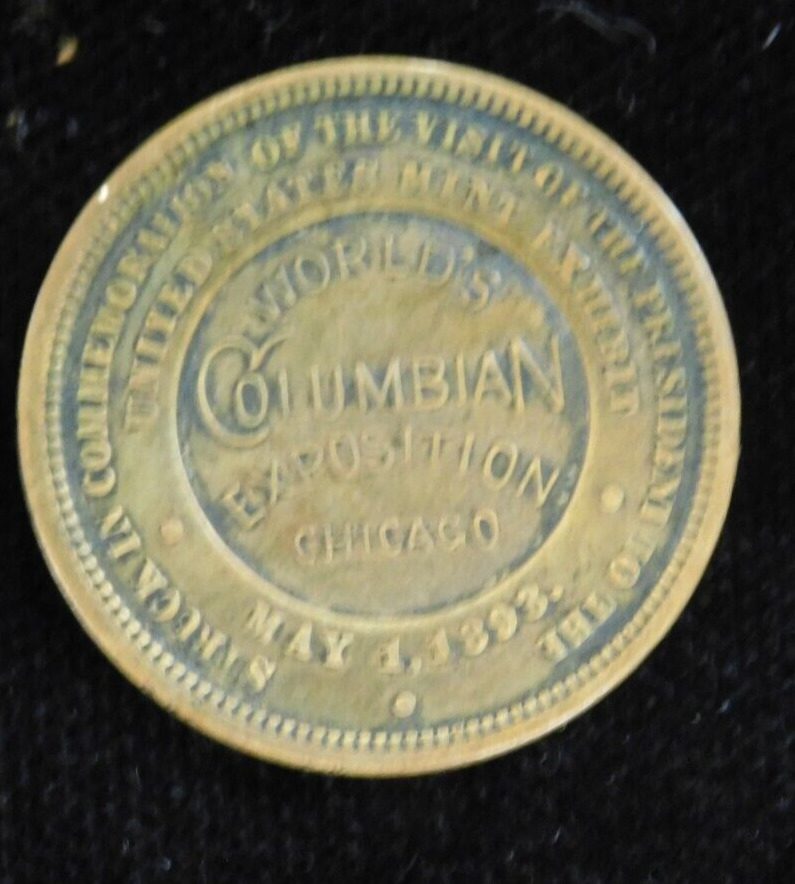 STRUCK IN COMMEMORATION OF THE VISIT OF THE PRESIDENT TO THE
UNITED STATES MINT EXHIBIT
WORLD'S
COLUMBIAN
EXPOSITION
CHICAGO
MAY 1, 1893.